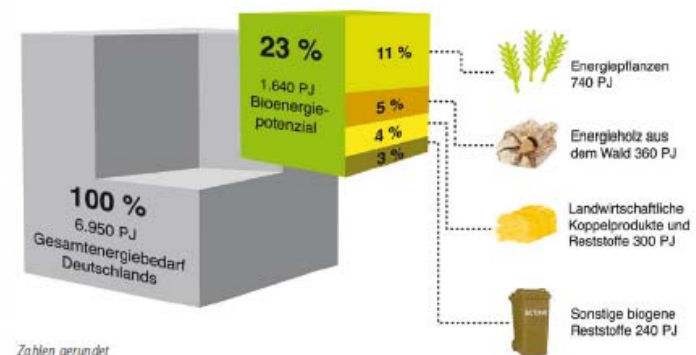 23 %
1.640 PJ
Bioenergie-
potenzial
11 %
5 %
4 %
3 %
Energiepflanzen
740 PJ
Energieholz aus
dem Wald 360 PJ
Landwirtschaftliche
Koppelprodukte und
Reststoffe 300 PJ
Sonstige biogene
Reststoffe 240 PJ
100 %
6.950 PJ
Gesamtenergiebedarf
Deutschlands
Zahlen gerundet